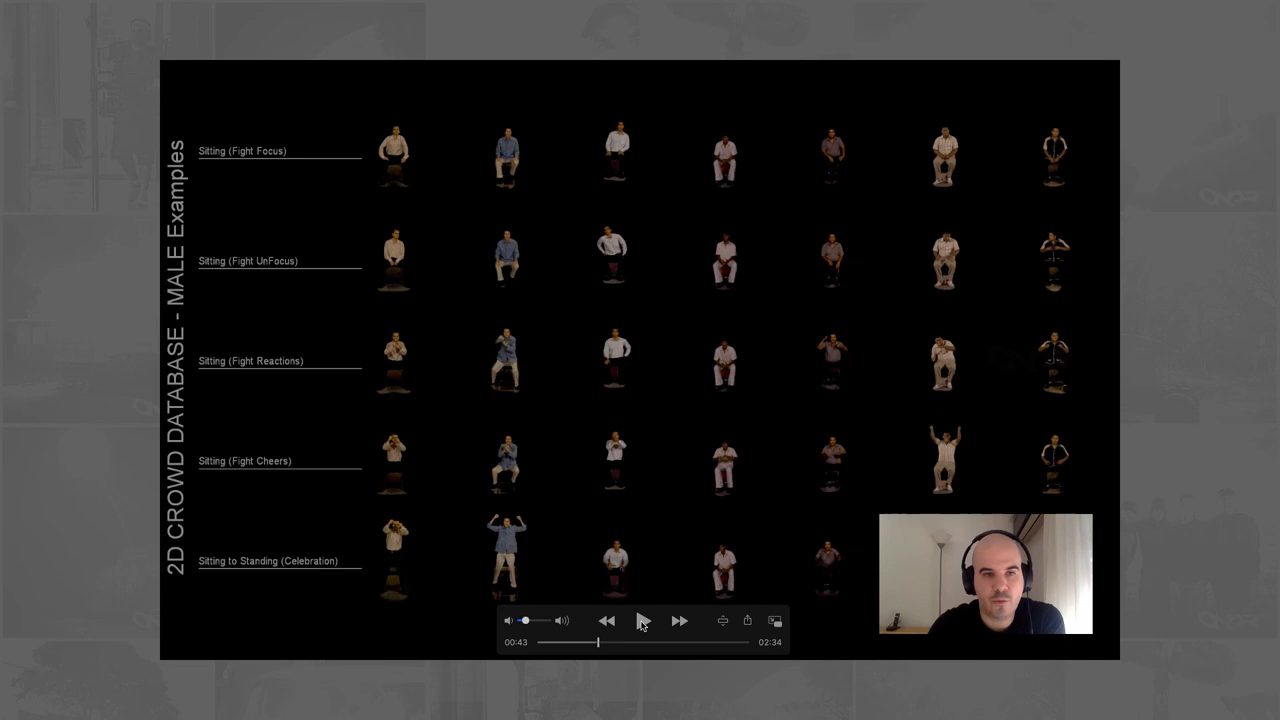 2D CROWD DATABASE - MALE Examples
Sitting (Fight Focus)
Sitting (Fight UnFocus)
Sitting (Fight Reactions)
Sitting (Fight Cheers)
Sitting to Standing (Celebration)
00:43
02:34